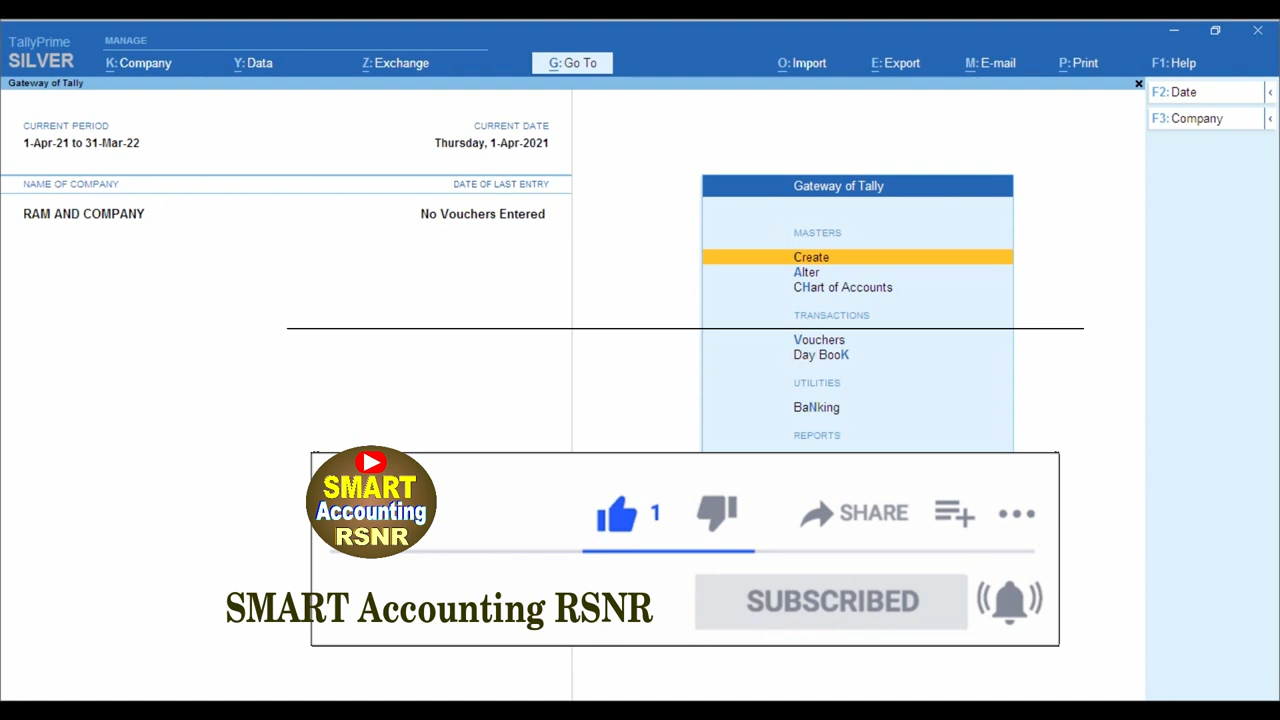 TallyPrime
SILVER
MANAGE
K: Company
Y: Data
Z: Exchange
G: Go To
O: Import
E: Export
M: E-mail
P: Print
F1: Help
Gateway of Tally
F2: Date
F3: Company
CURRENT PERIOD
1-Apr-21 to 31-Mar-22
CURRENT DATE
Thursday, 1-Apr-2021
NAME OF COMPANY
DATE OF LAST ENTRY
RAM AND COMPANY
No Vouchers Entered
Gateway of Tally
MASTERS
Create
Alter
CHart of Accounts
TRANSACTIONS
Vouchers
Day BooK
UTILITIES
BaNking
REPORTS
SMART
Accounting
RSNR
1
SHARE
SMART Accounting RSNR
SUBSCRIBED